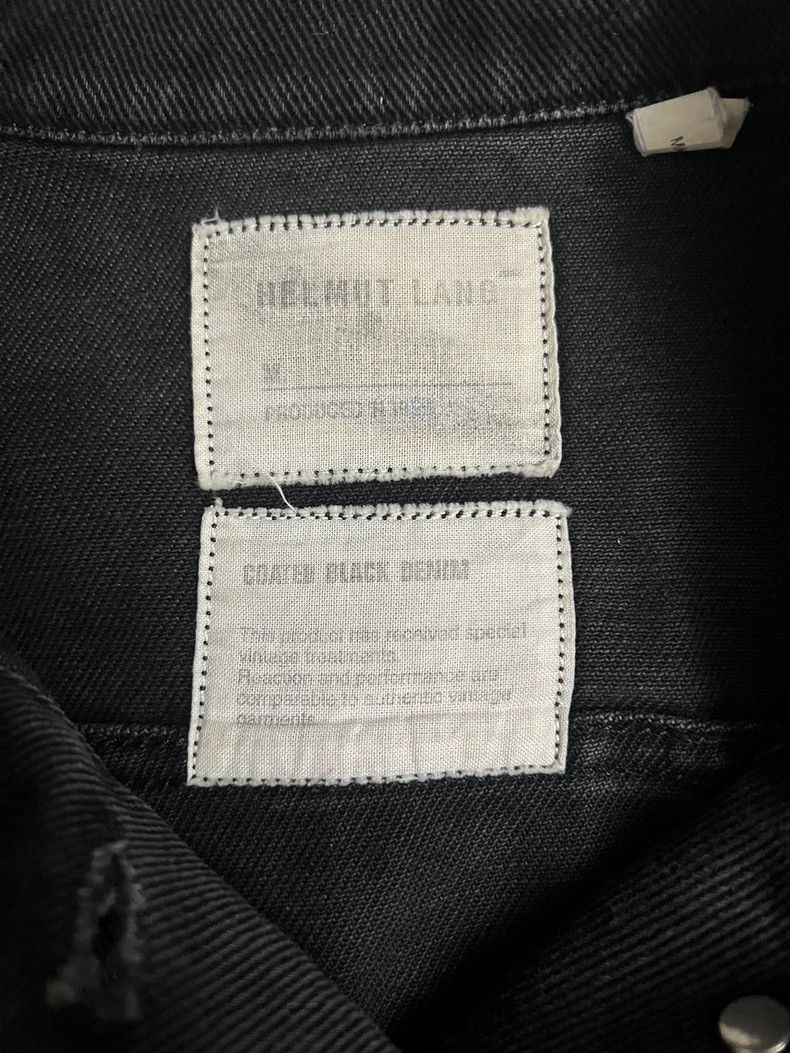 HELMUT LANG
M.
PRODUCED IN
COATED BLACK DENIM
This product has received special
vintage treatments.
Reaction and performance are
comparable to authentic vintage
garments.